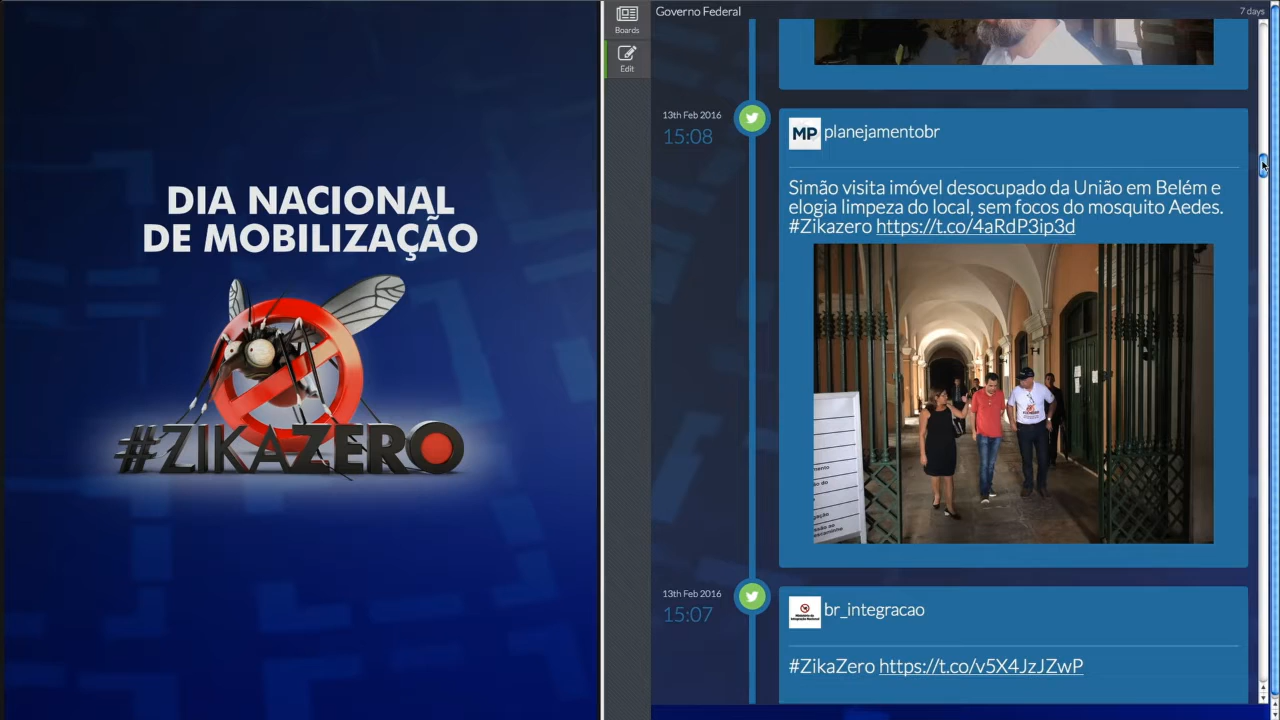 DIA NACIONAL
DE MOBILIZAÇÃO
#ZIKAZERO
Boards
Edit
Governo Federal
7 days
13th Feb 2016
15:08
MP
planejamentobr
Simão visita imóvel desocupado da União em Belém e
elogia limpeza do local, sem focos do mosquito Aedes.
#Zikazero https://t.co/4aRdP3ip3d
13th Feb 2016
15:07
br_integracao
#ZikaZero https://t.co/v5X4JzJZwP